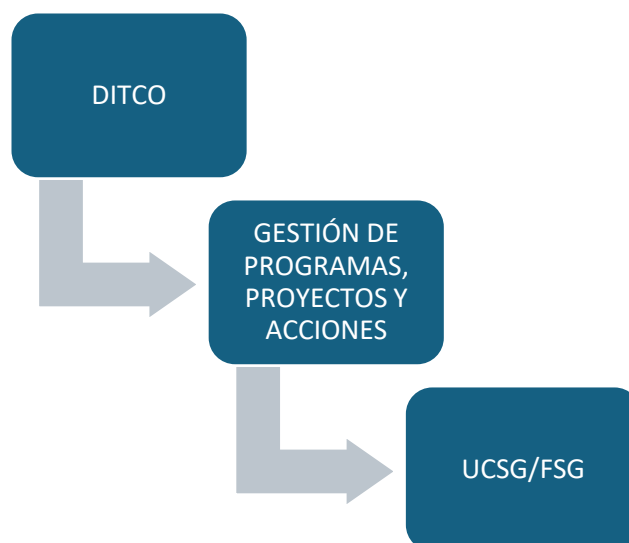 DITCO
GESTIÓN DE
PROGRAMAS,
PROYECTOS Y
ACCIONES
UCSG/FSG